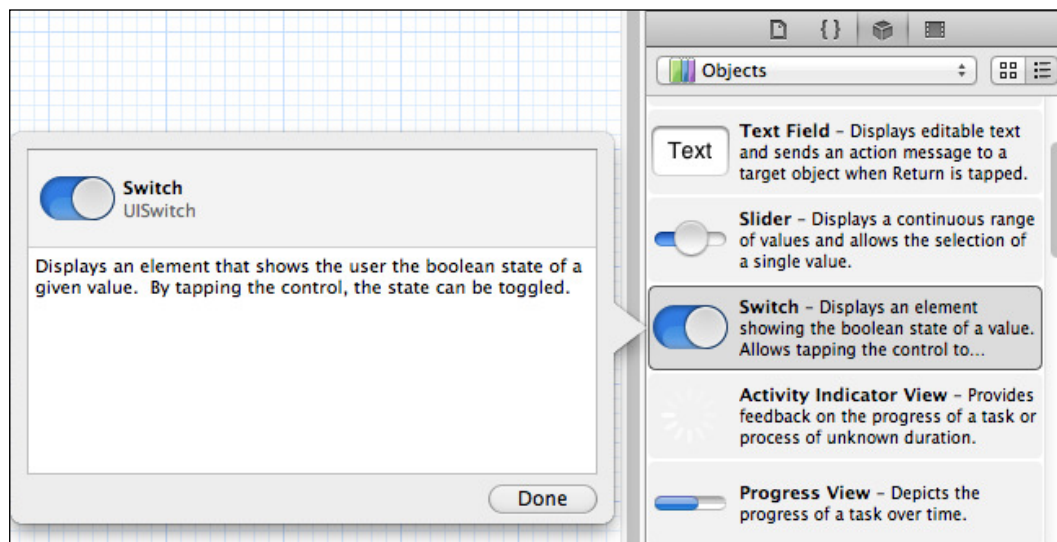 Switch
UISwitch
Displays an element that shows the user the boolean state of a
given value.  By tapping the control, the state can be toggled.
Done
{ }
Objects
Text
Text Field – Displays editable text
and sends an action message to a
target object when Return is tapped.
Slider – Displays a continuous range
of values and allows the selection of
a single value.
Switch – Displays an element
showing the boolean state of a value.
Allows tapping the control to...
Activity Indicator View – Provides
feedback on the progress of a task or
process of unknown duration.
Progress View – Depicts the
progress of a task over time.